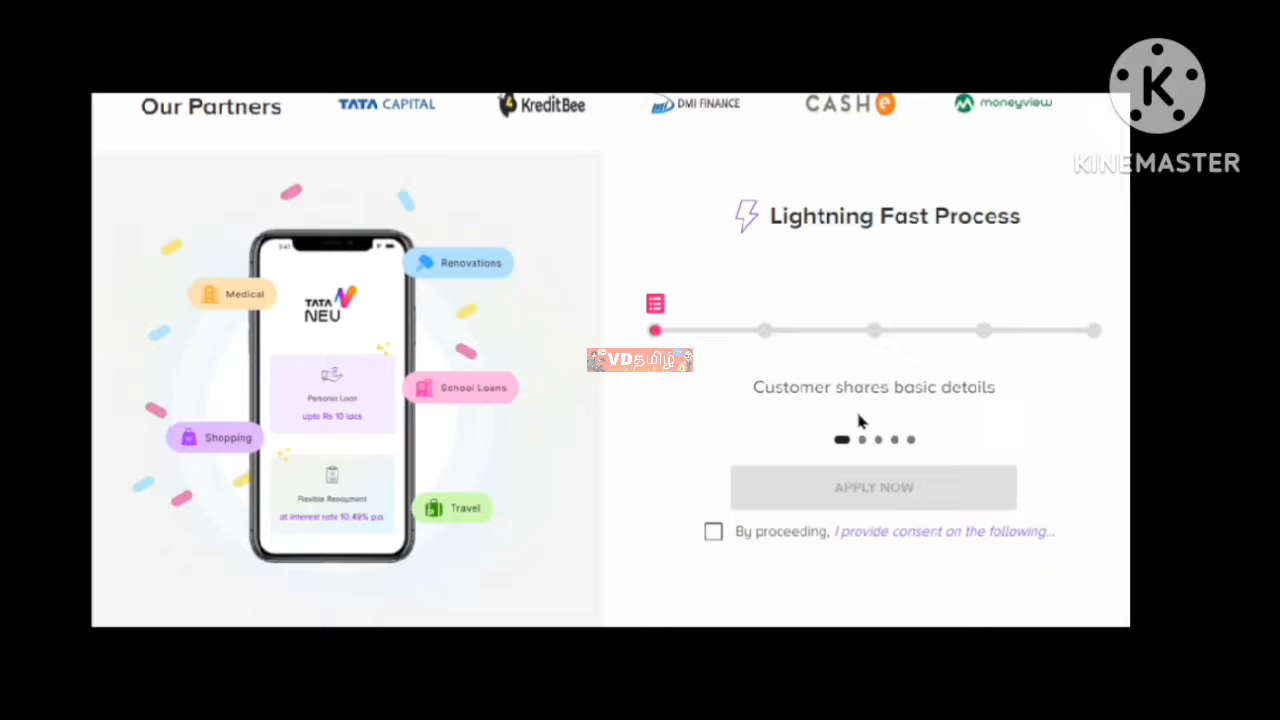 Our Partners
TATA CAPITAL
KreditBee
DMI FINANCE
CASHe
moneyview
K
KINEMASTER
Lightning Fast Process
9:41
Renovations
Medical
TATA
NEU
VDதமிழ்
Personal Loan
upto Rs 10 lacs
School Loans
Customer shares basic details
Shopping
Flexible Repayment
at interest rate 10.49% p.a.
Travel
APPLY NOW
By proceeding, I provide consent on the following...